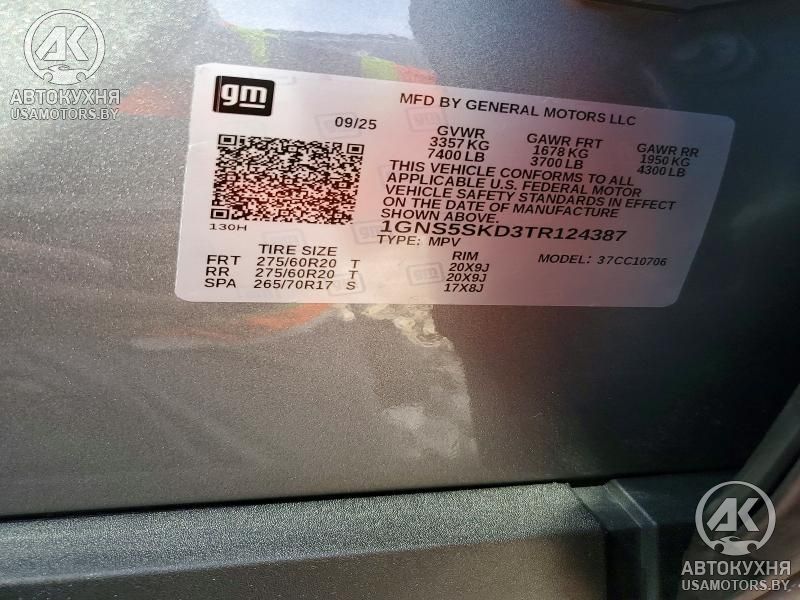 АВТОКУХНЯ
USAMOTORS.BY
gm
MFD BY GENERAL MOTORS LLC
09/25
GVWR GAWR FRT GAWR RR
3357 KG 1678 KG 1950 KG
7400 LB 3700 LB 4300 LB
THIS VEHICLE CONFORMS TO ALL
APPLICABLE U.S. FEDERAL MOTOR
VEHICLE SAFETY STANDARDS IN EFFECT
ON THE DATE OF MANUFACTURE
SHOWN ABOVE.
130H
1GNS5SKD3TR124387
TYPE: MPV
TIRE SIZE RIM MODEL: 37CC10706
FRT 275/60R20 T 20X9J
RR 275/60R20 T 20X9J
SPA 265/70R17 S 17X8J
АВТОКУХНЯ
USAMOTORS.BY